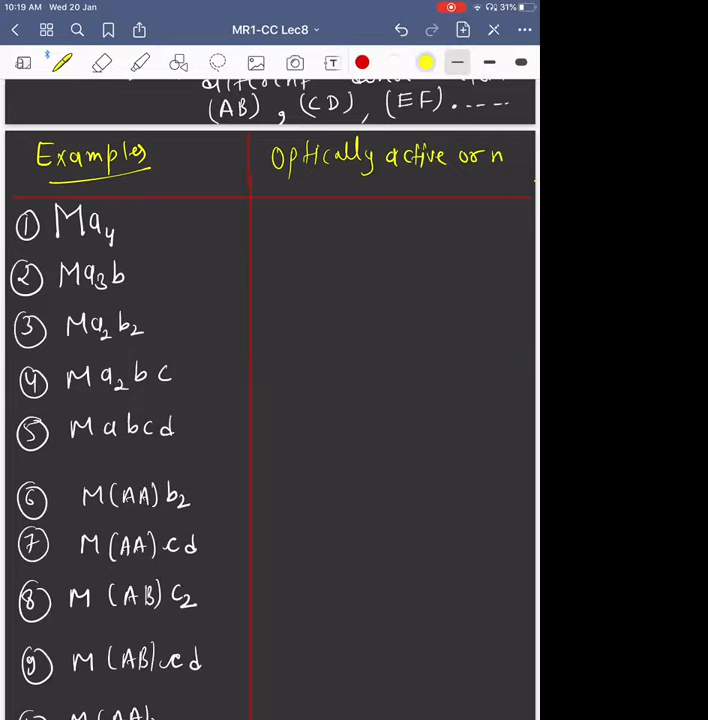 10:19 AM Wed 20 Jan
31%
MR1-CC Lec8
different
(AB), (CD), (EF).....
Examples
Optically active or n
① Ma4
② Ma3b
③ Ma2b2
④ Ma2bc
⑤ Mabcd
⑥ M(AA)b2
⑦ M(AA)cd
⑧ M(AB)c2
⑨ M(AB)cd
M(AA)